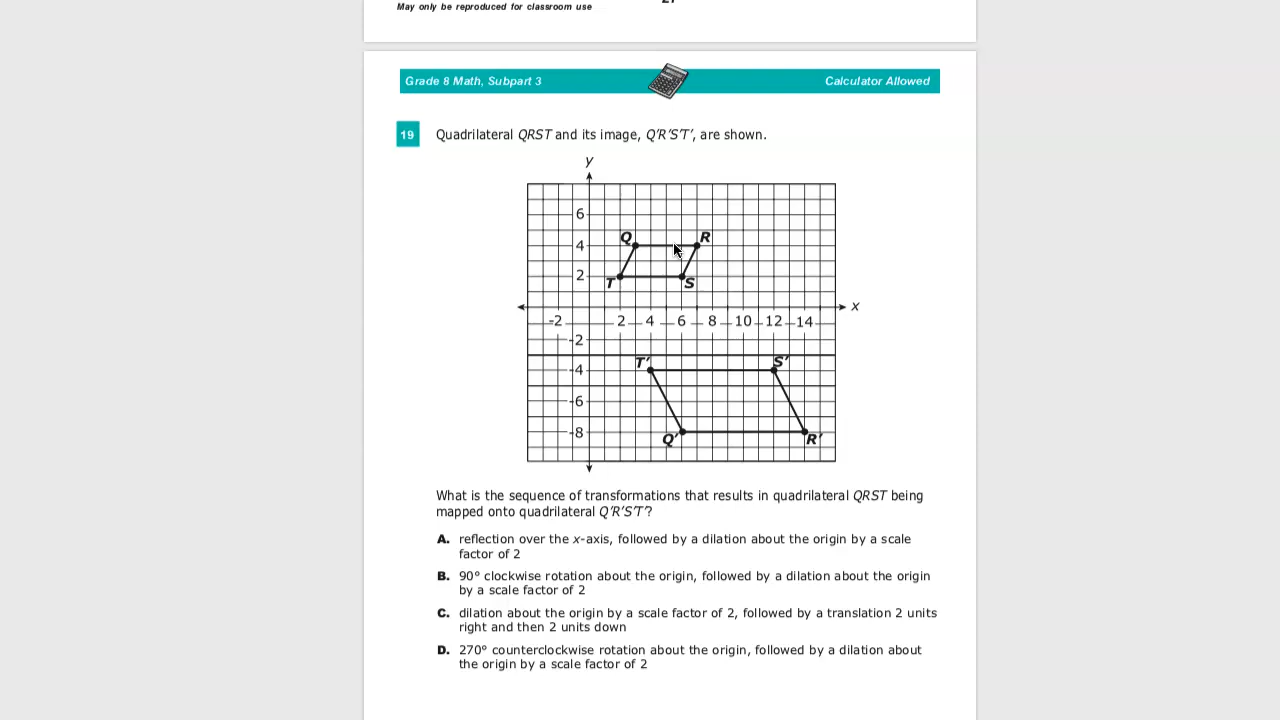 May only be reproduced for classroom use
Grade 8 Math, Subpart 3
Calculator Allowed
19 Quadrilateral QRST and its image, Q′R′S′T′, are shown.
y
6
Q R
4
2
T S
x
-2 2 4 6 8 10 12 14
-2
T′ S′
-4
-6
-8
Q′ R′
What is the sequence of transformations that results in quadrilateral QRST being
mapped onto quadrilateral Q′R′S′T′?
A. reflection over the x-axis, followed by a dilation about the origin by a scale
factor of 2
B. 90° clockwise rotation about the origin, followed by a dilation about the origin
by a scale factor of 2
C. dilation about the origin by a scale factor of 2, followed by a translation 2 units
right and then 2 units down
D. 270° counterclockwise rotation about the origin, followed by a dilation about
the origin by a scale factor of 2